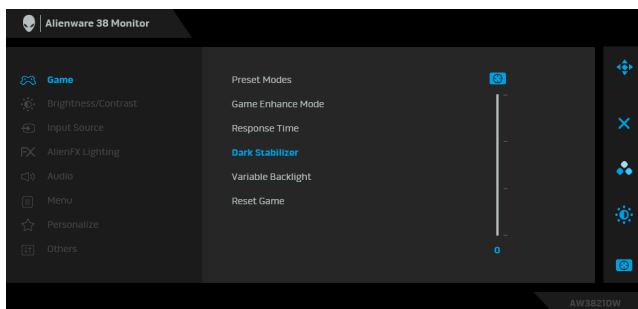 Alienware 38 Monitor
Game
Brightness/Contrast
Input Source
AlienFX Lighting
Audio
Menu
Personalize
Others
Preset Modes
Game Enhance Mode
Response Time
Dark Stabilizer
Variable Backlight
Reset Game
0
AW3821DW